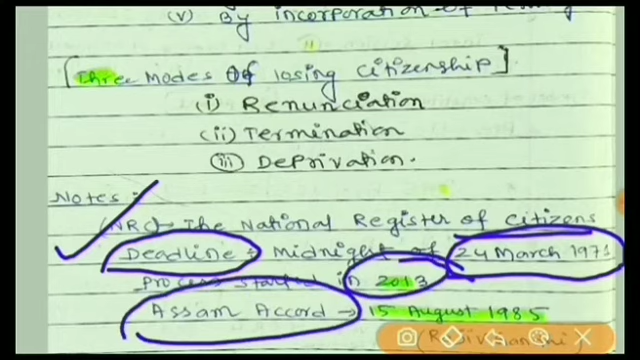 (v) By incorporation of
[Three Modes Of losing citizenship]
(i) Renunciation
(ii) Termination
(iii) Deprivation.
Notes :
(NRC)→ The National Register of Citizens
Deadline → Midnight of 24 March 1971
Process started in 2013
Assam Accord → 15 August 1985